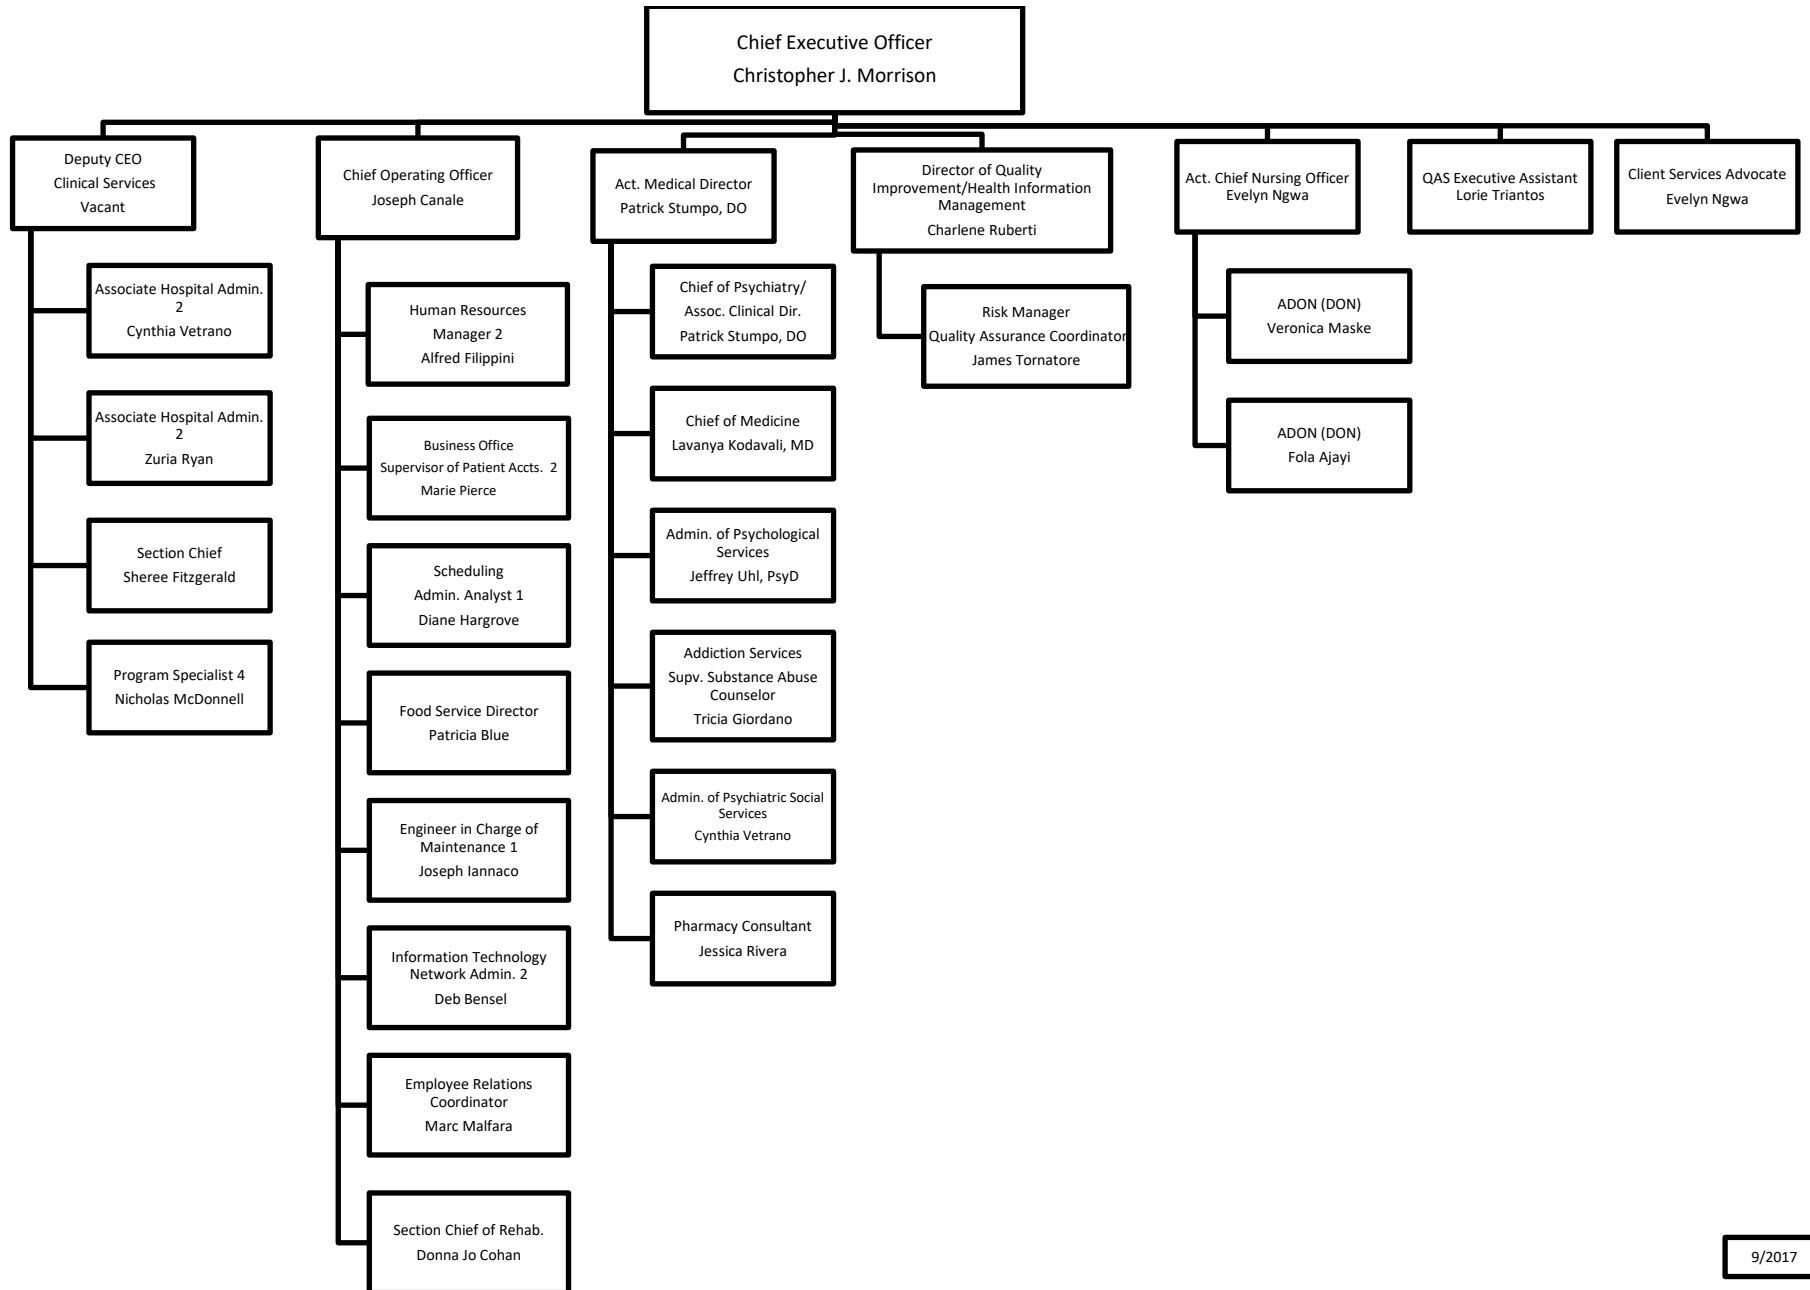 Chief Executive Officer
Christopher J. Morrison
Deputy CEO
Clinical Services
Vacant
Associate Hospital Admin.
2
Cynthia Vetrano
Associate Hospital Admin.
2
Zuria Ryan
Section Chief
Sheree Fitzgerald
Program Specialist 4
Nicholas McDonnell
Chief Operating Officer
Joseph Canale
Human Resources
Manager 2
Alfred Filippini
Business Office
Supervisor of Patient Accts. 2
Marie Pierce
Scheduling
Admin. Analyst 1
Diane Hargrove
Food Service Director
Patricia Blue
Engineer in Charge of
Maintenance 1
Joseph Iannaco
Information Technology
Network Admin. 2
Deb Bensel
Employee Relations
Coordinator
Marc Malfara
Section Chief of Rehab.
Donna Jo Cohan
Act. Medical Director
Patrick Stumpo, DO
Chief of Psychiatry/
Assoc. Clinical Dir.
Patrick Stumpo, DO
Chief of Medicine
Lavanya Kodavali, MD
Admin. of Psychological
Services
Jeffrey Uhl, PsyD
Addiction Services
Supv. Substance Abuse
Counselor
Tricia Giordano
Admin. of Psychiatric Social
Services
Cynthia Vetrano
Pharmacy Consultant
Jessica Rivera
Director of Quality
Improvement/Health Information
Management
Charlene Ruberti
Risk Manager
Quality Assurance Coordinator
James Tornatore
Act. Chief Nursing Officer
Evelyn Ngwa
ADON (DON)
Veronica Maske
ADON (DON)
Fola Ajayi
QAS Executive Assistant
Lorie Triantos
Client Services Advocate
Evelyn Ngwa
9/2017